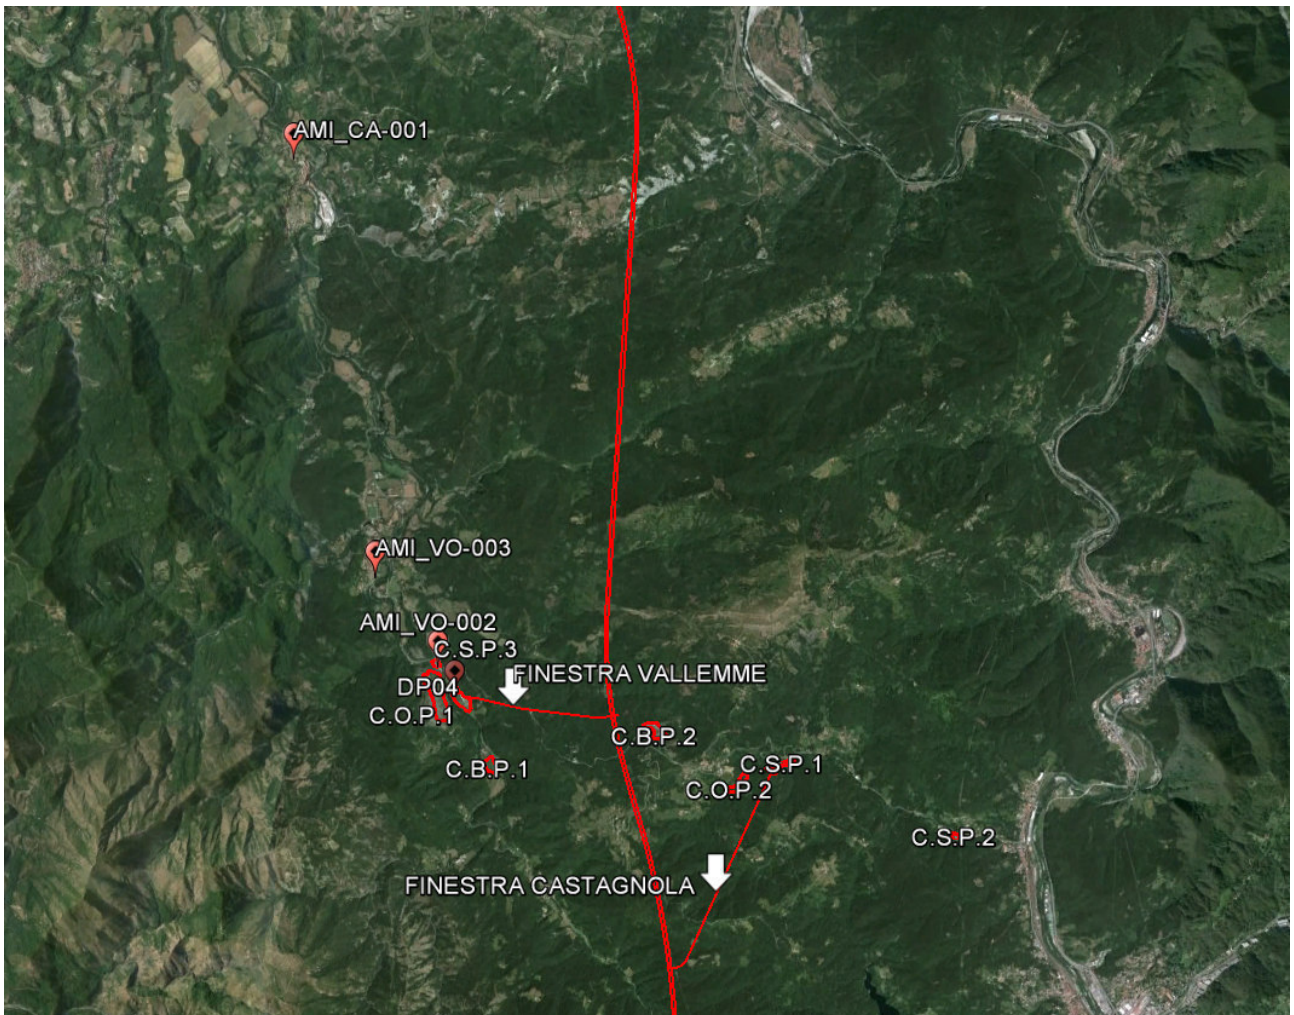 AMI_CA-001
AMI_VO-003
AMI_VO-002
C.S.P.3
FINESTRA VALLEMME
DP04
C.O.P.1
C.B.P.2
C.B.P.1
C.S.P.1
C.O.P.2
C.S.P.2
FINESTRA CASTAGNOLA